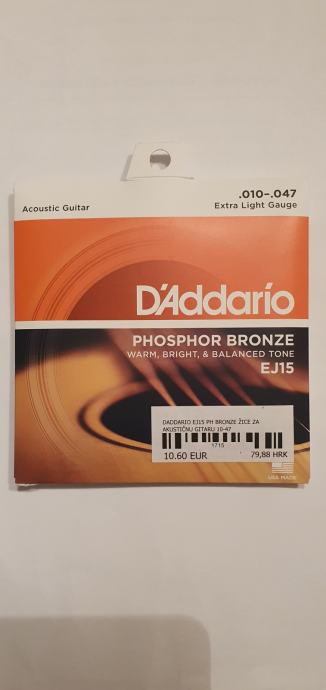 .010–.047
Acoustic Guitar
Extra Light Gauge
D'Addario
PHOSPHOR BRONZE
WARM, BRIGHT, & BALANCED TONE
EJ15
DADDARIO EJ15 PH BRONZE ŽICE ZA
AKUSTIČNU GITARU 10-47
1715
10.60 EUR 79,88 HRK
USA MADE